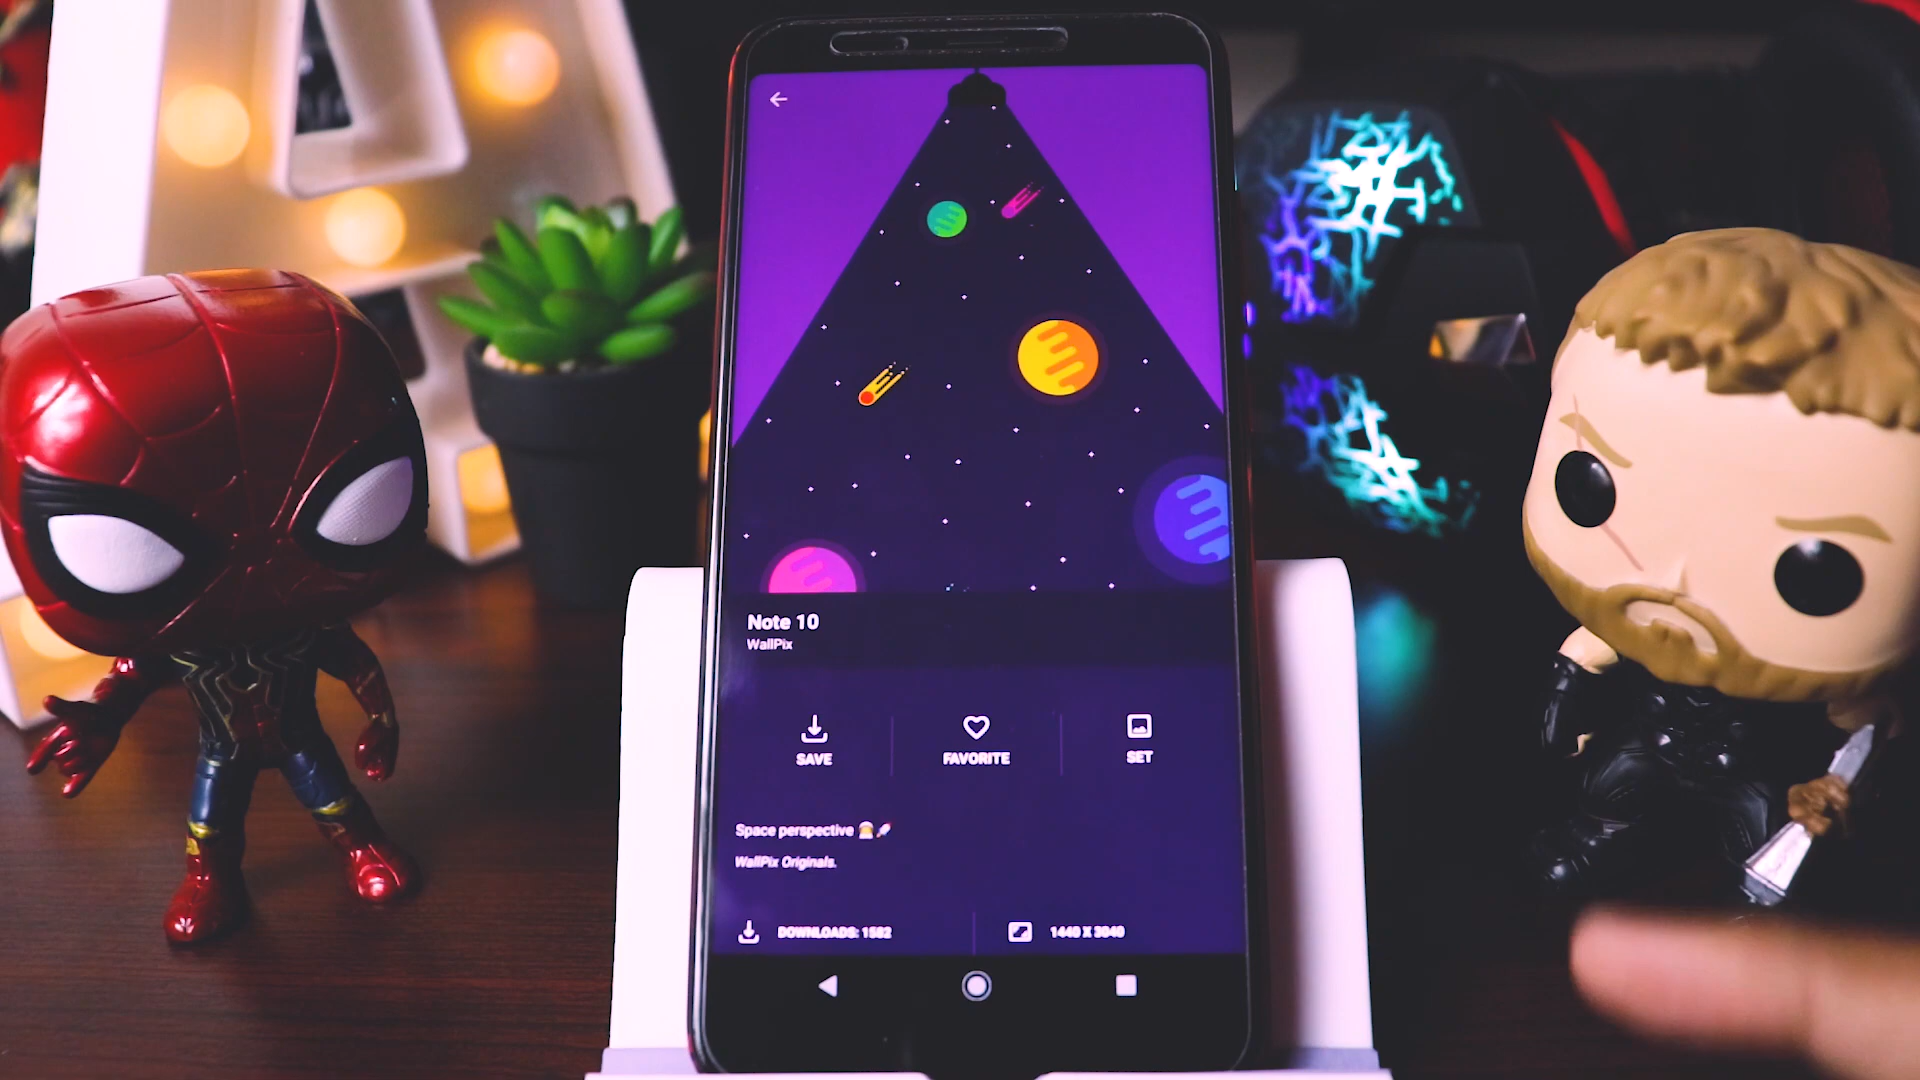 Note 10
WallPix
SAVE
FAVORITE
SET
Space perspective
WallPix Originals.
DOWNLOADS: 1582
1440 X 3040